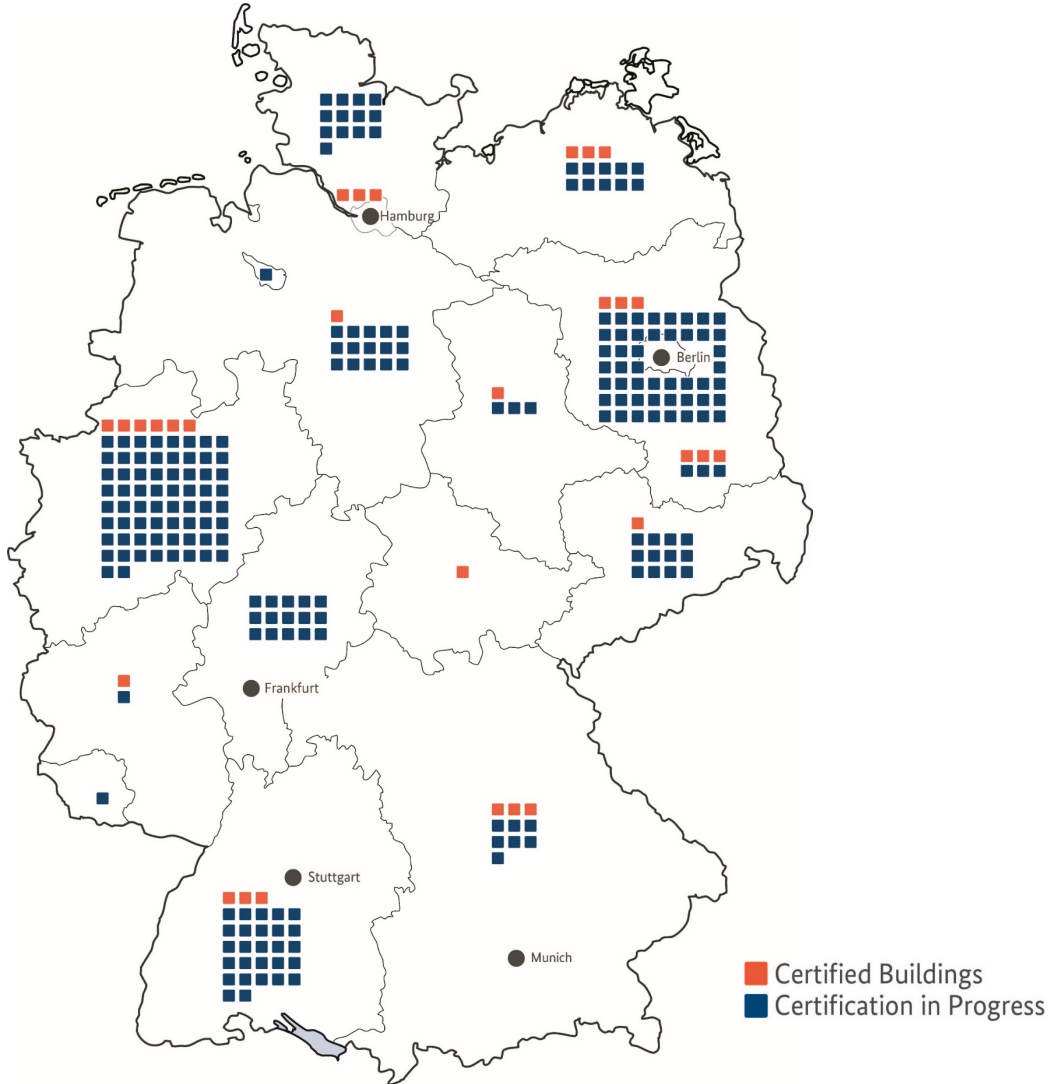 Hamburg
Berlin
Frankfurt
Stuttgart
Munich
Certified Buildings
Certification in Progress